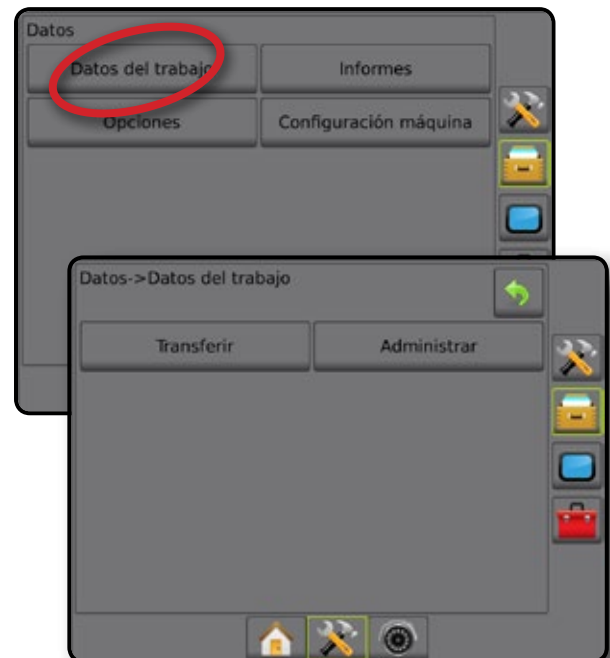 Datos
Datos del trabajo
Informes
Opciones
Configuración máquina
Datos->Datos del trabajo
Transferir
Administrar